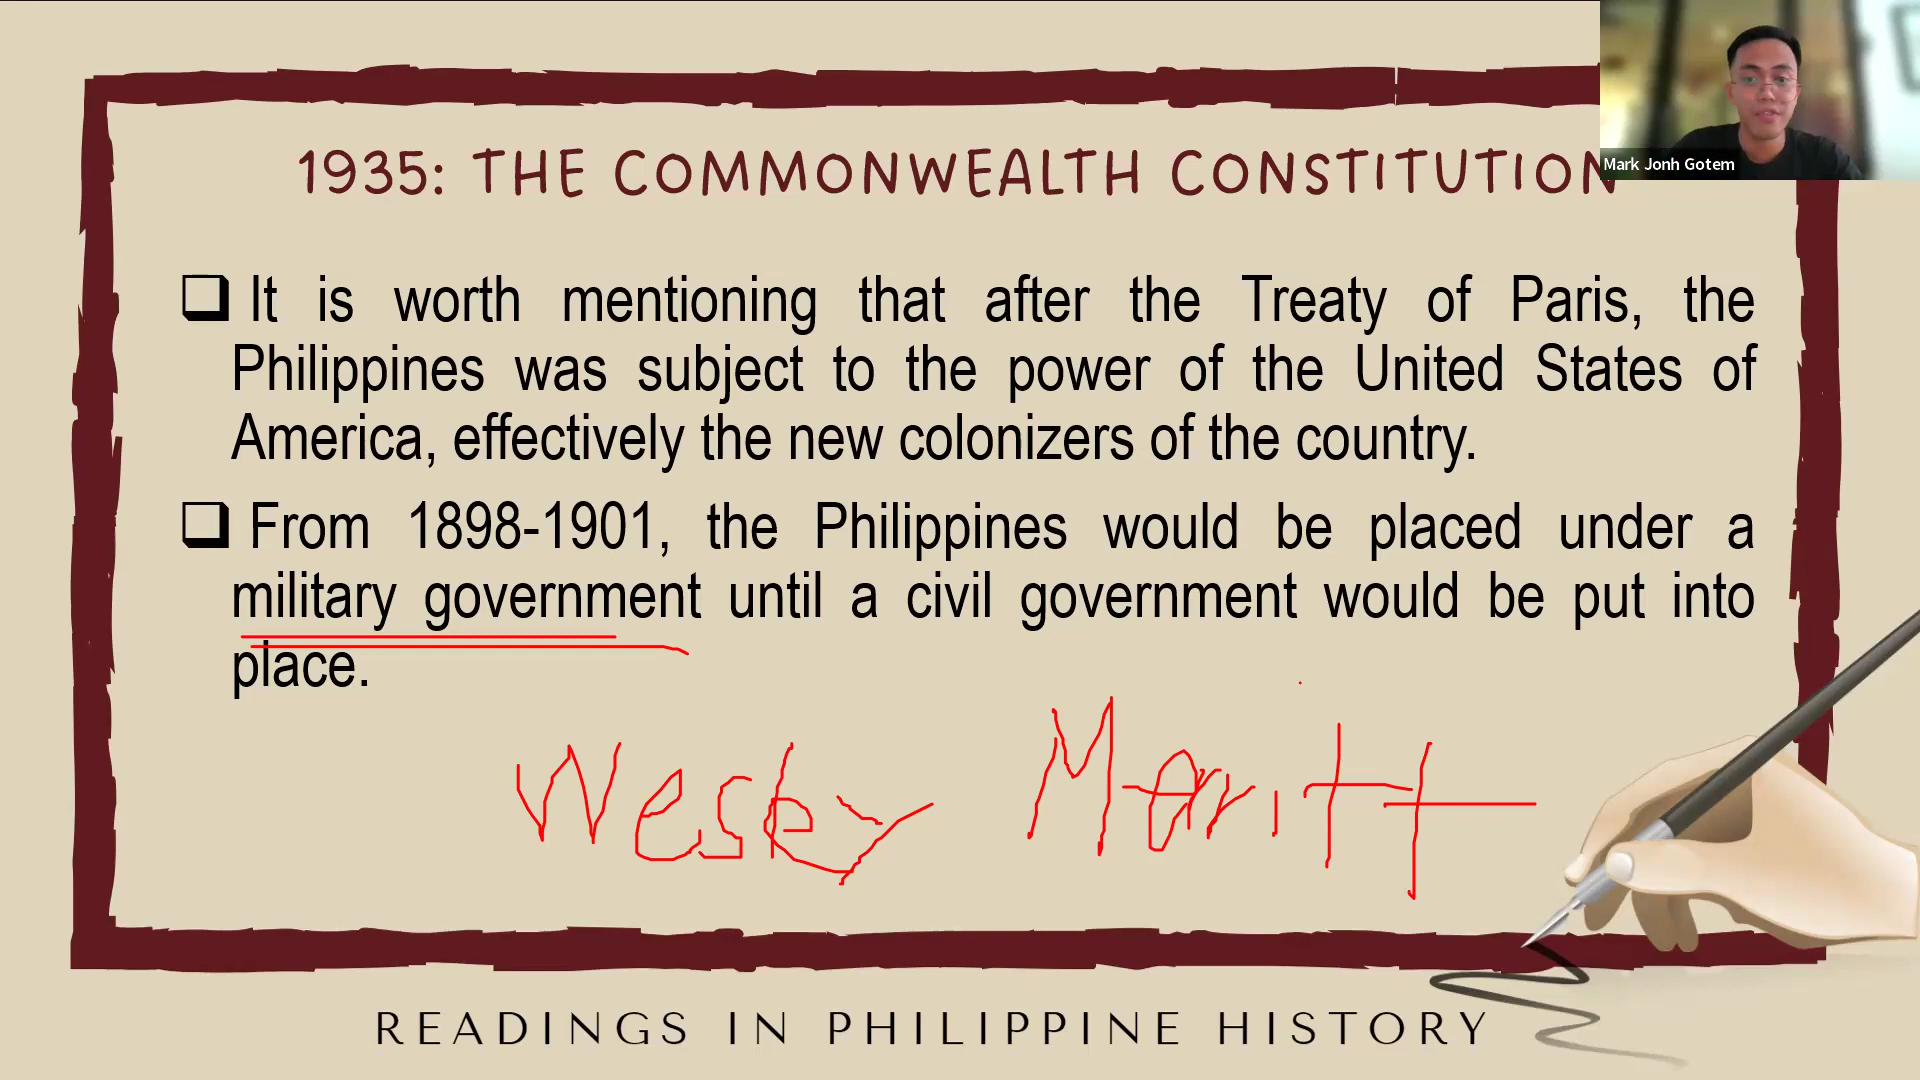 1935: THE COMMONWEALTH CONSTITUTION
Mark Jonh Gotem
❑ It is worth mentioning that after the Treaty of Paris, the
Philippines was subject to the power of the United States of
America, effectively the new colonizers of the country.
❑ From 1898-1901, the Philippines would be placed under a
military government until a civil government would be put into
place.
Wesley Merritt
READINGS IN PHILIPPINE HISTORY